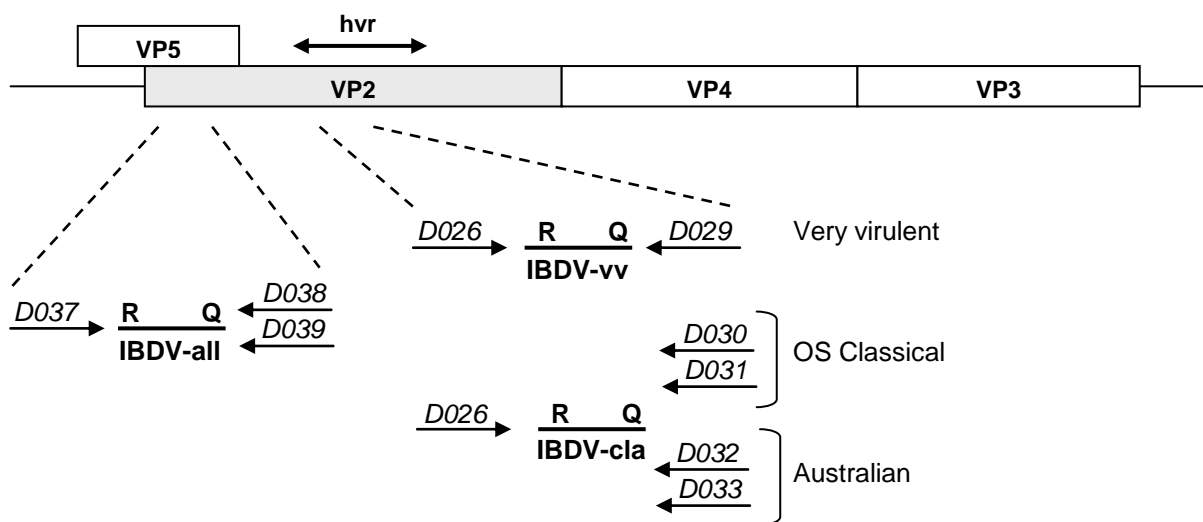 hvr
VP5
VP2 VP4 VP3
D026 R Q D029 Very virulent
IBDV-vv
D037 R Q D038
D039
IBDV-all
D030 OS Classical
D031
D026 R Q
IBDV-cla
D032 Australian
D033